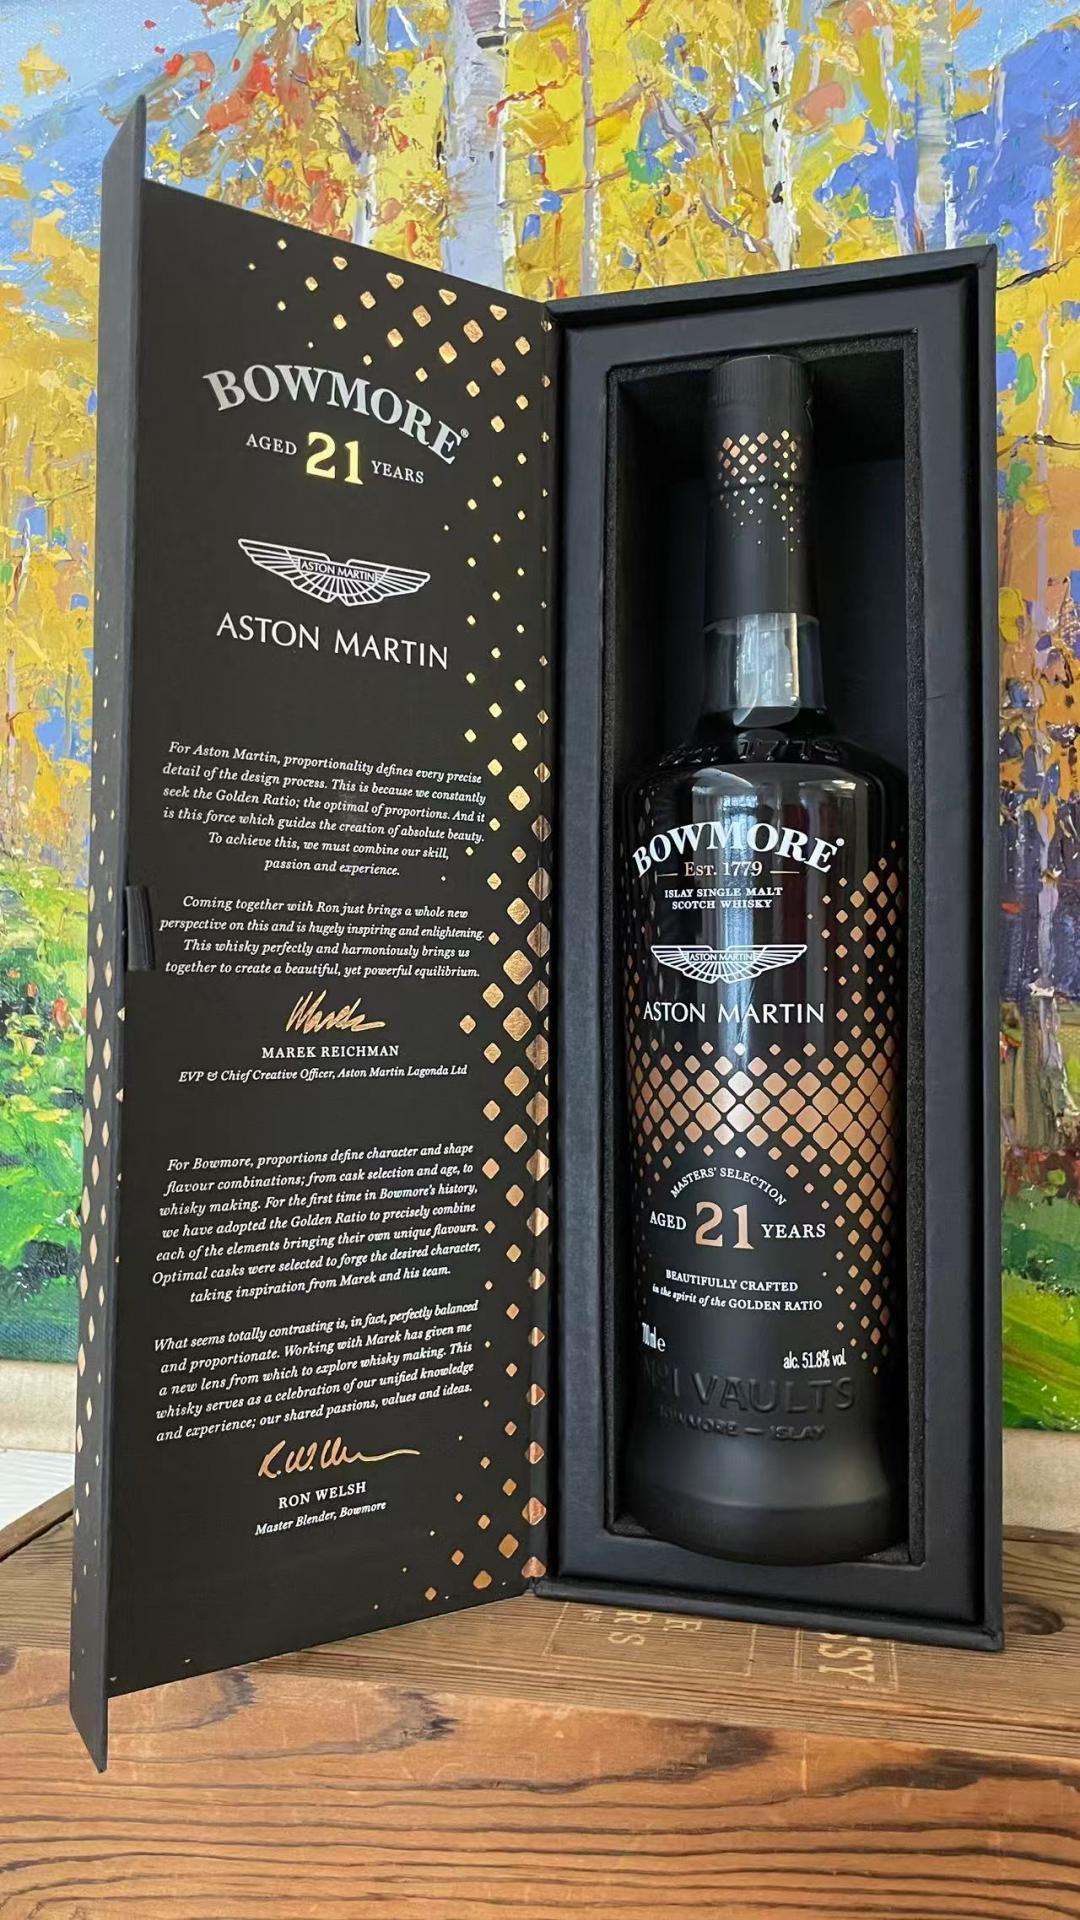 BOWMORE®
AGED 21 YEARS
ASTON MARTIN
ASTON MARTIN
For Aston Martin, proportionality defines every precise
detail of the design process. This is because we constantly
seek the Golden Ratio; the optimal of proportions. And it
is this force which guides the creation of absolute beauty.
To achieve this, we must combine our skill,
passion and experience.
Coming together with Ron just brings a whole new
perspective on this and is hugely inspiring and enlightening.
This whisky perfectly and harmoniously brings us
together to create a beautiful, yet powerful equilibrium.
Marek
MAREK REICHMAN
EVP & Chief Creative Officer, Aston Martin Lagonda Ltd
For Bowmore, proportions define character and shape
flavour combinations; from cask selection and age, to
whisky making. For the first time in Bowmore's history,
we have adopted the Golden Ratio to precisely combine
each of the elements bringing their own unique flavours.
Optimal casks were selected to forge the desired character,
taking inspiration from Marek and his team.
What seems totally contrasting is, in fact, perfectly balanced
and proportionate. Working with Marek has given me
a new lens from which to explore whisky making. This
whisky serves as a celebration of our unified knowledge
and experience; our shared passions, values and ideas.
RON WELSH
Master Blender, Bowmore
1779
BOWMORE®
EST. 1779
ISLAY SINGLE MALT
SCOTCH WHISKY
ASTON MARTIN
ASTON MARTIN
MASTERS' SELECTION
AGED 21 YEARS
BEAUTIFULLY CRAFTED
in the spirit of the GOLDEN RATIO
700ml e
alc. 51.8% vol.
Nº1 VAULTS
BOWMORE — ISLAY